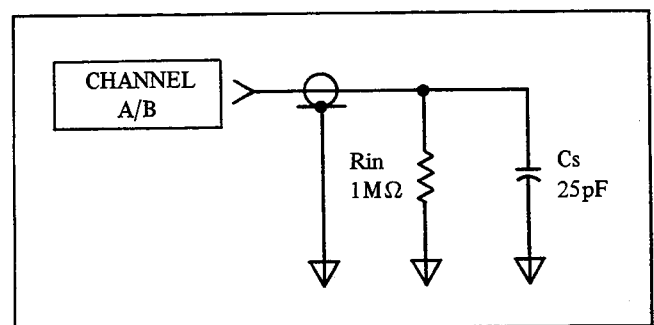 CHANNEL
A/B
Rin
1MΩ
Cs
25pF